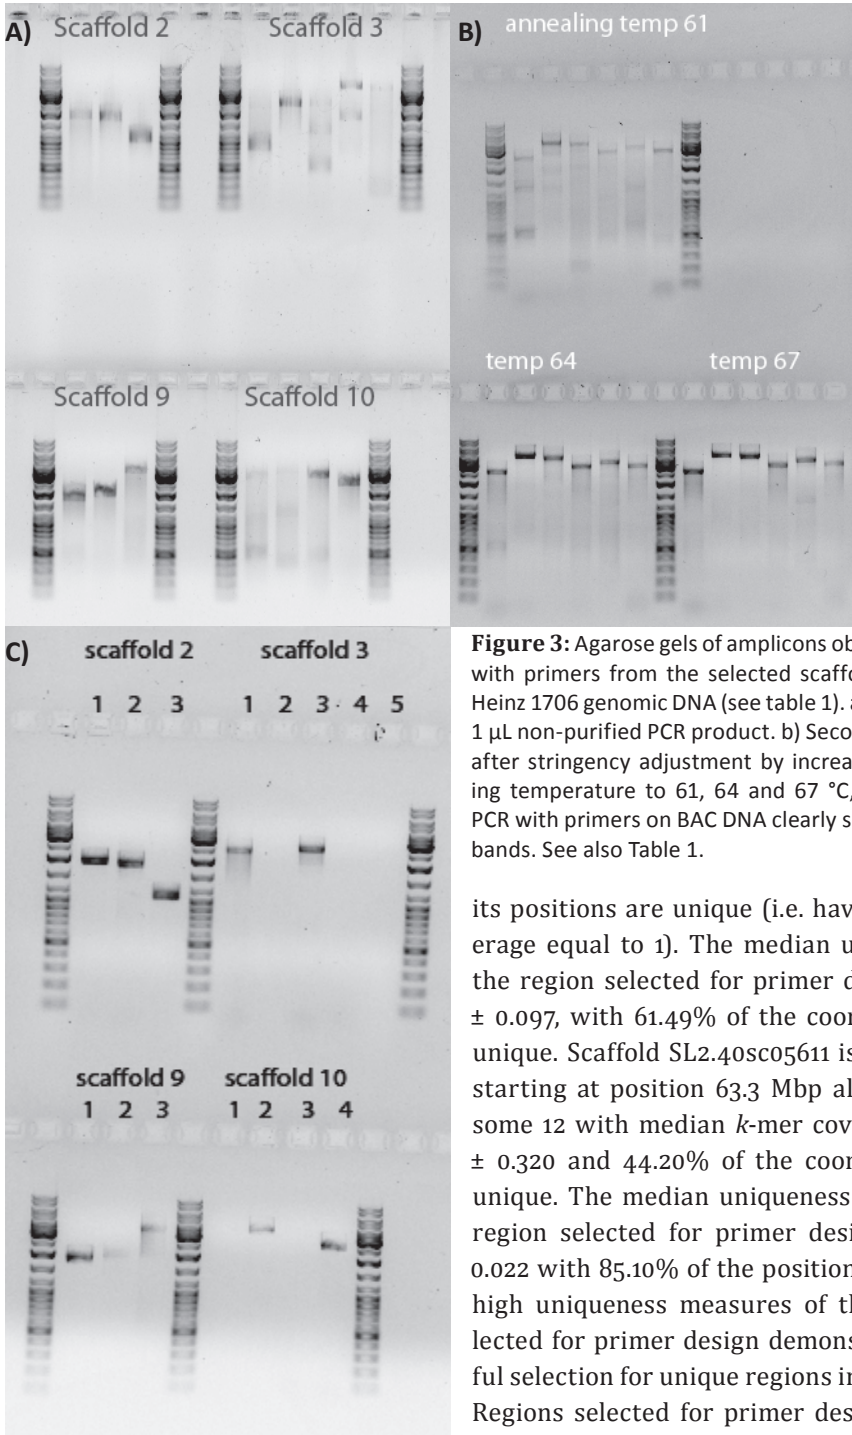 A)
Scaffold 2
Scaffold 3
Scaffold 9
Scaffold 10
B)
annealing temp 61
temp 64
temp 67
C)
scaffold 2
scaffold 3
1 2 3
1 2 3 4 5
scaffold 9
scaffold 10
1 2 3
1 2 3 4
Figure 3: Agarose gels of amplicons ob
with primers from the selected scaffo
Heinz 1706 genomic DNA (see table 1). a
1 µL non-purified PCR product. b) Seco
after stringency adjustment by increa
ing temperature to 61, 64 and 67 °C,
PCR with primers on BAC DNA clearly s
bands. See also Table 1.
its positions are unique (i.e. hav
erage equal to 1). The median u
the region selected for primer d
± 0.097, with 61.49% of the coor
unique. Scaffold SL2.40sc05611 is
starting at position 63.3 Mbp al
some 12 with median k-mer cov
± 0.320 and 44.20% of the coor
unique. The median uniqueness
region selected for primer desi
0.022 with 85.10% of the position
high uniqueness measures of th
lected for primer design demons
ful selection for unique regions in
Regions selected for primer des